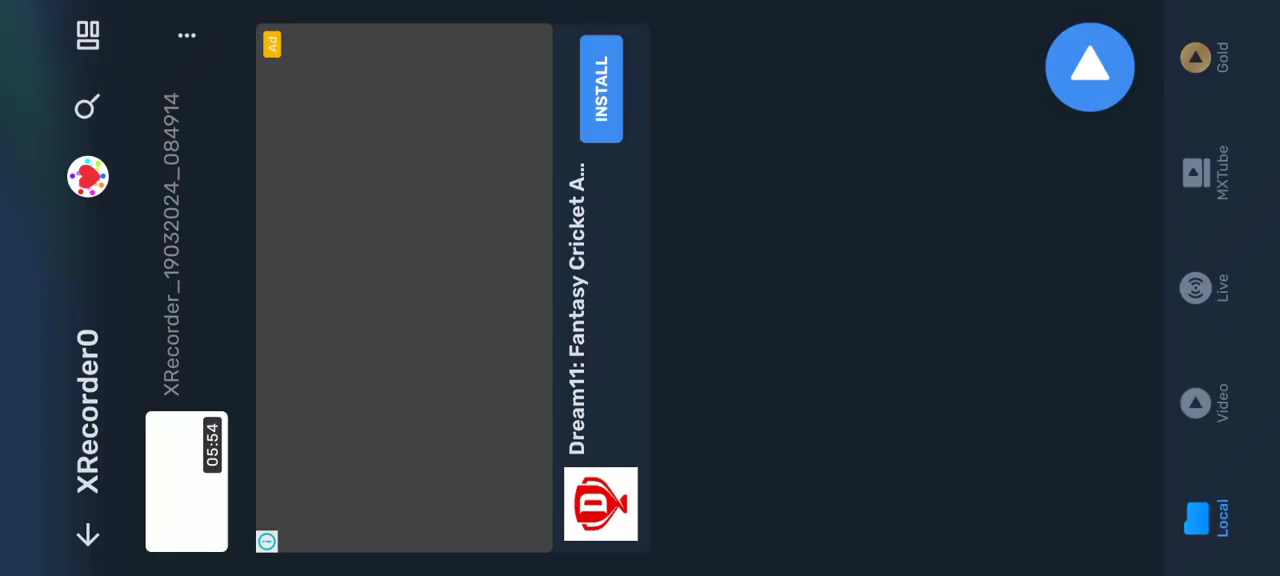 XRecorder0
XRecorder_19032024_084914
05:54
Ad
Dream11: Fantasy Cricket A...
INSTALL
D
Local
Video
Live
MXTube
Gold